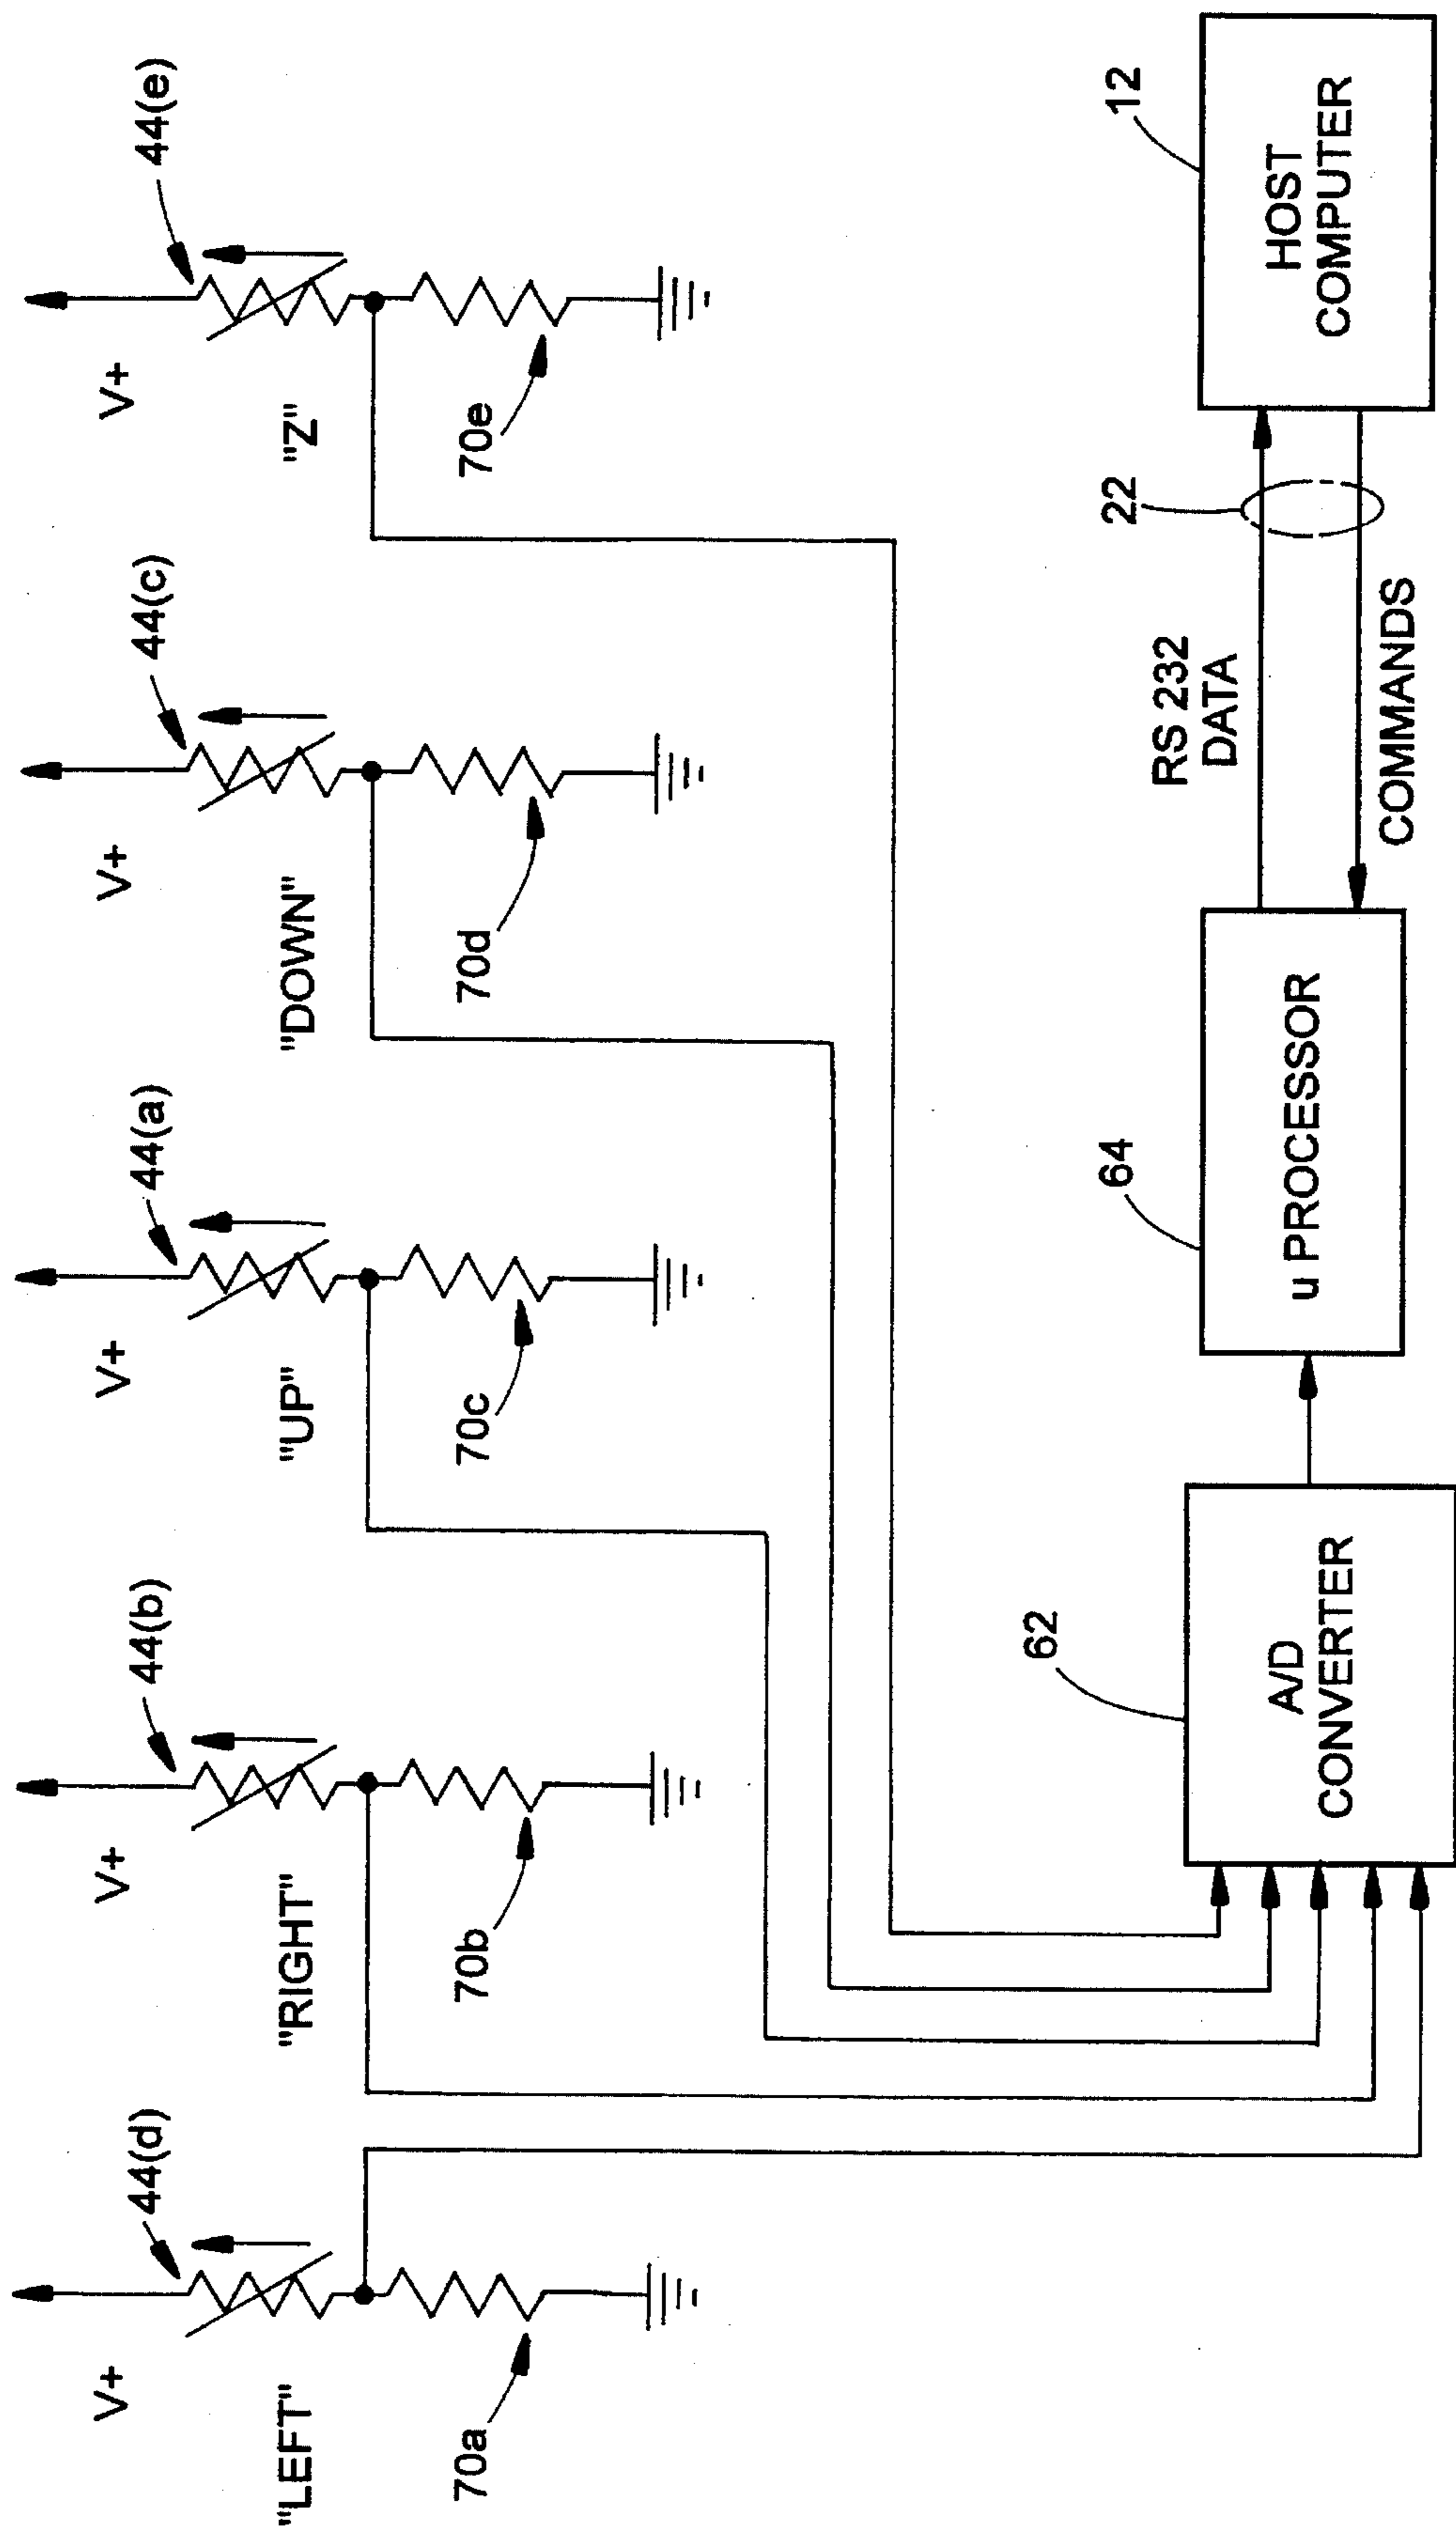 44(d)
44(b)
44(a)
44(c)
44(e)
V+
V+
V+
V+
V+
"LEFT"
"RIGHT"
"UP"
"DOWN"
"Z"
70a
70b
70c
70d
70e
62
64
22
12
A/D
CONVERTER
u PROCESSOR
RS 232
DATA
COMMANDS
HOST
COMPUTER